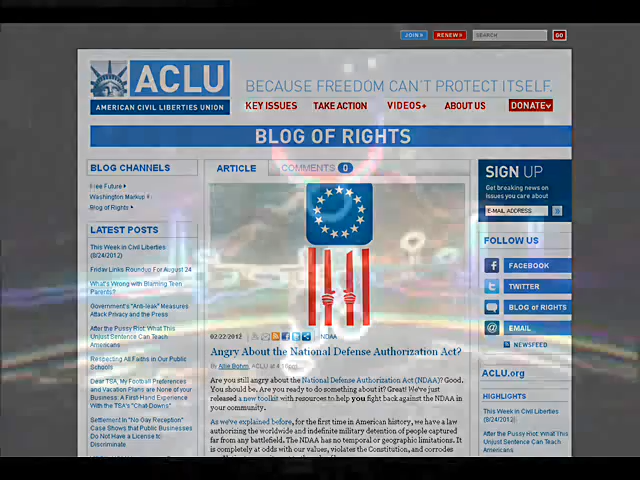 JOIN »
RENEW »
SEARCH
GO
ACLU
AMERICAN CIVIL LIBERTIES UNION
BECAUSE FREEDOM CAN'T PROTECT ITSELF.
KEY ISSUES TAKE ACTION VIDEOS+ ABOUT US DONATE
BLOG OF RIGHTS
BLOG CHANNELS
Free Future
Washington Markup
Blog of Rights
LATEST POSTS
This Week in Civil Liberties
(8/24/2012)
Friday Links Roundup For August 24
What's Wrong with Blaming Teen
Parents?
Government's "Anti-leak" Measures
Attack Privacy and the Press
After the Pussy Riot: What This
Unjust Sentence Can Teach
Americans
Respecting All Faiths in Our Public
Schools
Dear TSA, My Football Preferences
and Vacation Plans are None of your
Business: A First-Hand Experience
With the TSA's "Chat Downs"
Settlement in "No Gay Reception"
Case Shows that Public Businesses
Do Not Have a License to
Discriminate
ARTICLE COMMENTS 0
02/22/2012
NDAA
Angry About the National Defense Authorization Act?
By Allie Bohm, ACLU at
Are you still angry about the National Defense Authorization Act (NDAA)? Good.
You should be. Are you ready to do something about it? Great! We've just
released a new toolkit with resources to help you fight back against the NDAA in
your community.
As we've explained before, for the first time in American history, we have a law
authorizing the worldwide and indefinite military detention of people captured
far from any battlefield. The NDAA has no temporal or geographic limitations. It
is completely at odds with our values, violates the Constitution, and corrodes
SIGN UP
Get breaking news on
issues you care about
E-MAIL ADDRESS »
FOLLOW US
FACEBOOK
TWITTER
BLOG OF RIGHTS
EMAIL
NEWSFEED
ACLU.org
HIGHLIGHTS
This Week in Civil Liberties
(8/24/2012)
After the Pussy Riot: What This
Unjust Sentence Can Teach
Americans